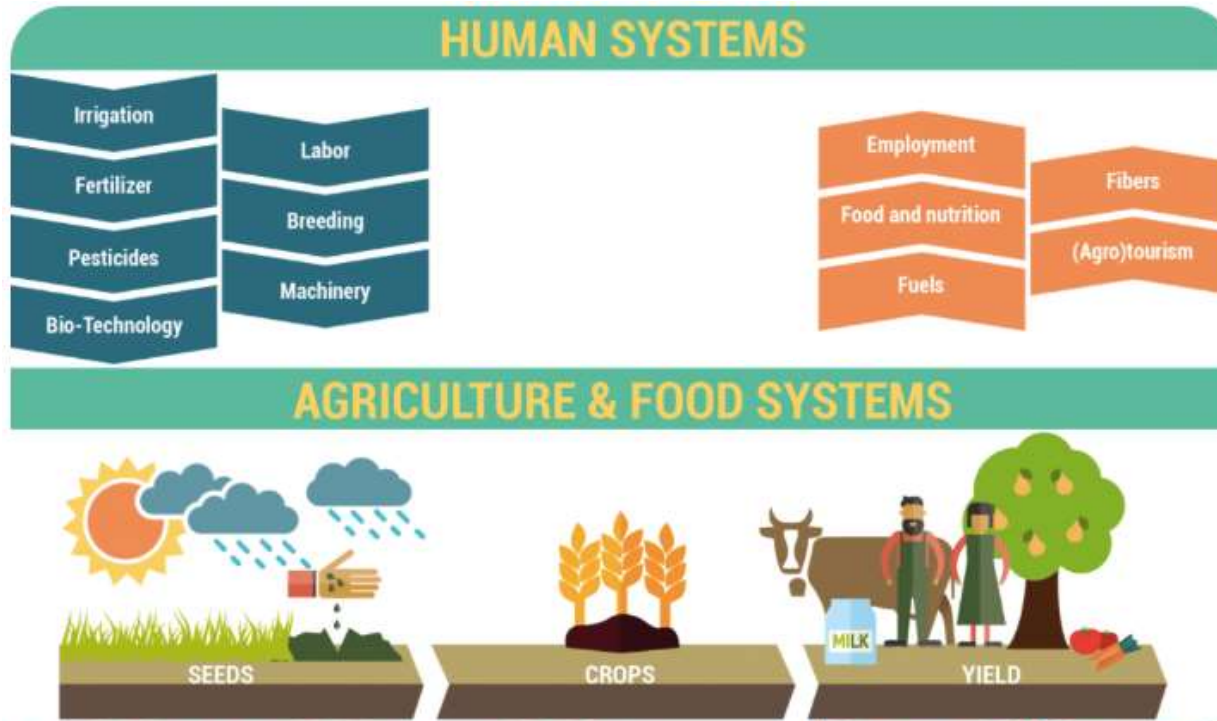 HUMAN SYSTEMS
Irrigation
Fertilizer
Pesticides
Bio-Technology
Labor
Breeding
Machinery
Employment
Food and nutrition
Fuels
Fibers
(Agro)tourism
AGRICULTURE & FOOD SYSTEMS
MILK
SEEDS
CROPS
YIELD